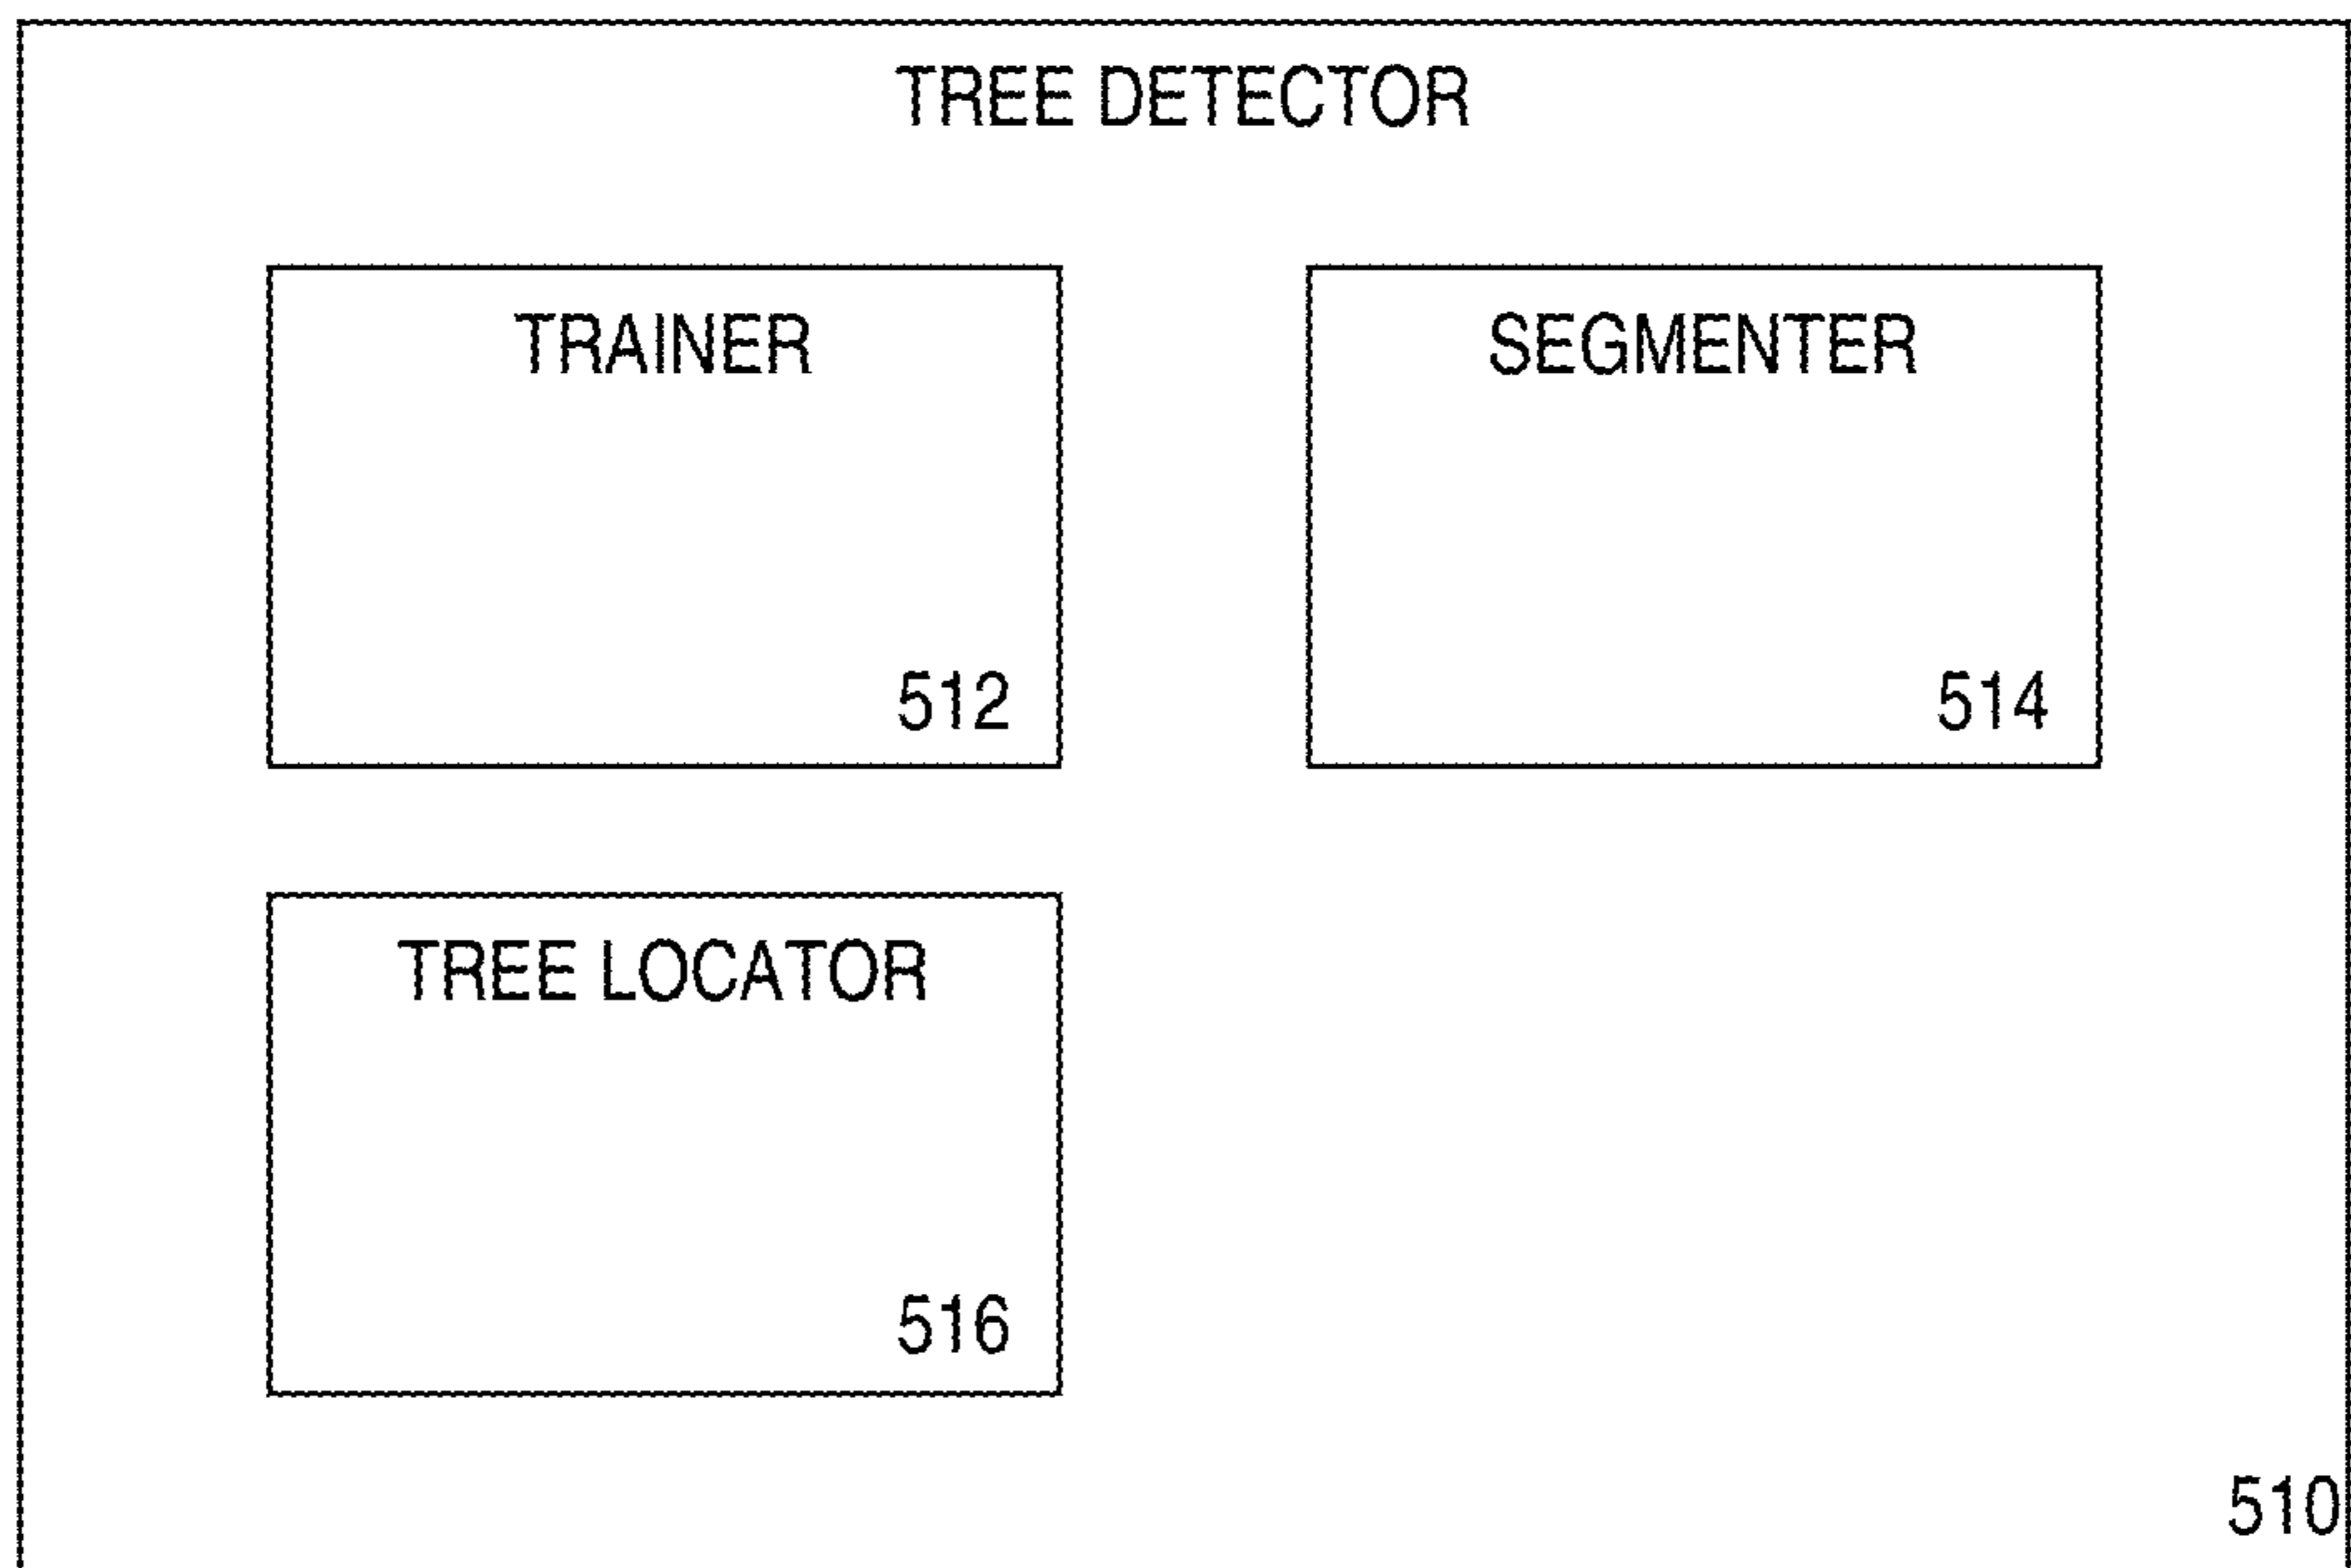 TREE DETECTOR
TRAINER
512
SEGMENTER
514
TREE LOCATOR
516
510